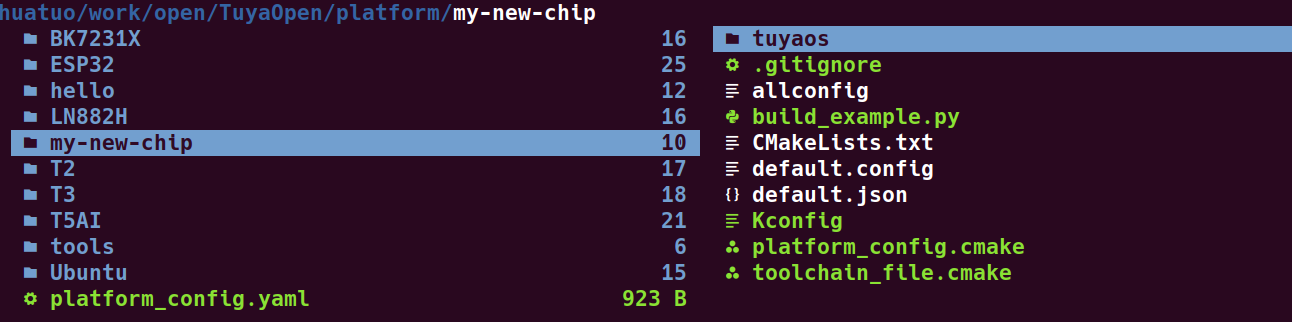 huatuo/work/open/TuyaOpen/platform/my-new-chip
BK7231X 16
ESP32 25
hello 12
LN882H 16
my-new-chip 10
T2 17
T3 18
T5AI 21
tools 6
Ubuntu 15
platform_config.yaml 923 B
tuyaos
.gitignore
allconfig
build_example.py
CMakeLists.txt
default.config
default.json
Kconfig
platform_config.cmake
toolchain_file.cmake